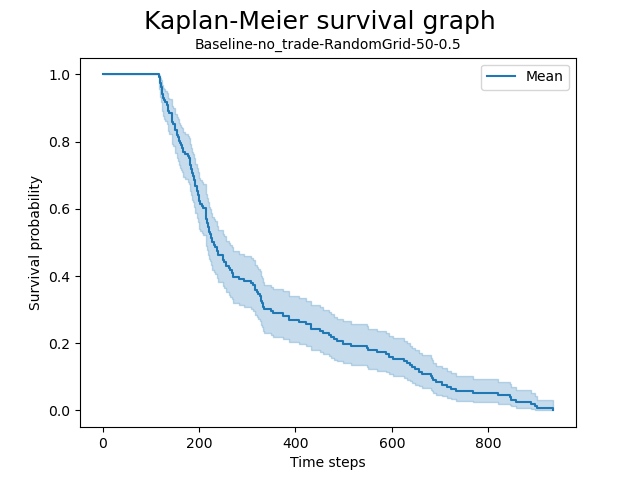 Kaplan-Meier survival graph
Baseline-no_trade-RandomGrid-50-0.5
Mean
Survival probability
1.0
0.8
0.6
0.4
0.2
0.0
0 200 400 600 800
Time steps